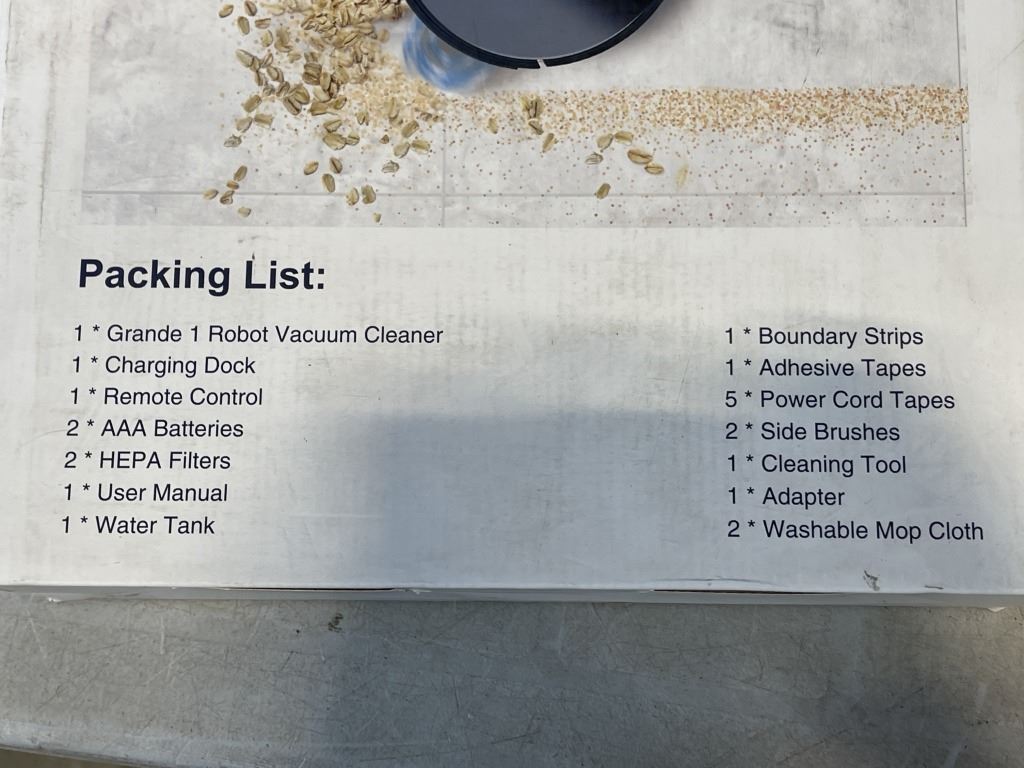 Packing List:
1 * Grande 1 Robot Vacuum Cleaner
1 * Charging Dock
1 * Remote Control
2 * AAA Batteries
2 * HEPA Filters
1 * User Manual
1 * Water Tank
1 * Boundary Strips
1 * Adhesive Tapes
5 * Power Cord Tapes
2 * Side Brushes
1 * Cleaning Tool
1 * Adapter
2 * Washable Mop Cloth